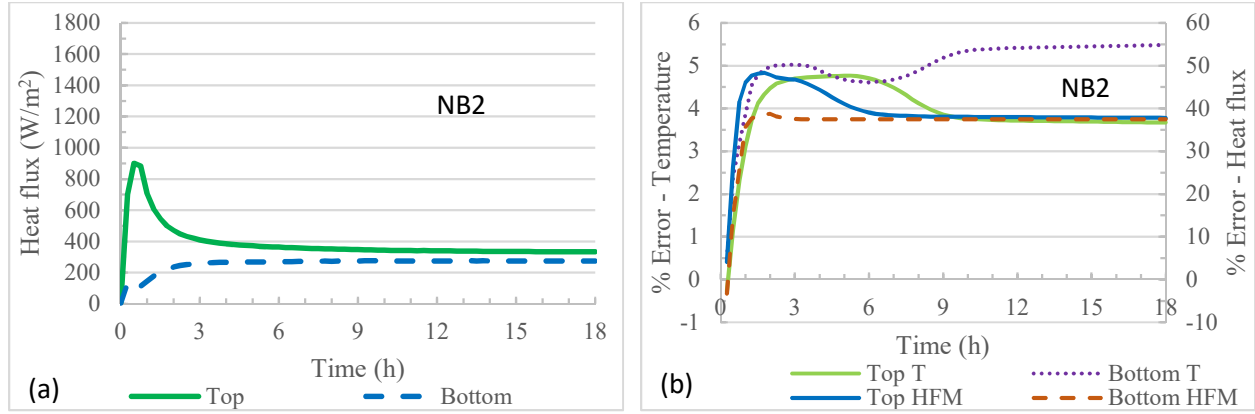 1800
1600
1400
1200
1000
800
600
400
200
0
Heat flux (W/m²)
NB2
0 3 6 9 12 15 18
Time (h)
(a)
Top Bottom
6
5
4
3
2
1
0
-1
% Error - Temperature
NB2
60
50
40
30
20
10
0
-10
% Error - Heat flux
0 3 6 9 12 15 18
Time (h)
(b)
Top T Bottom T
Top HFM Bottom HFM